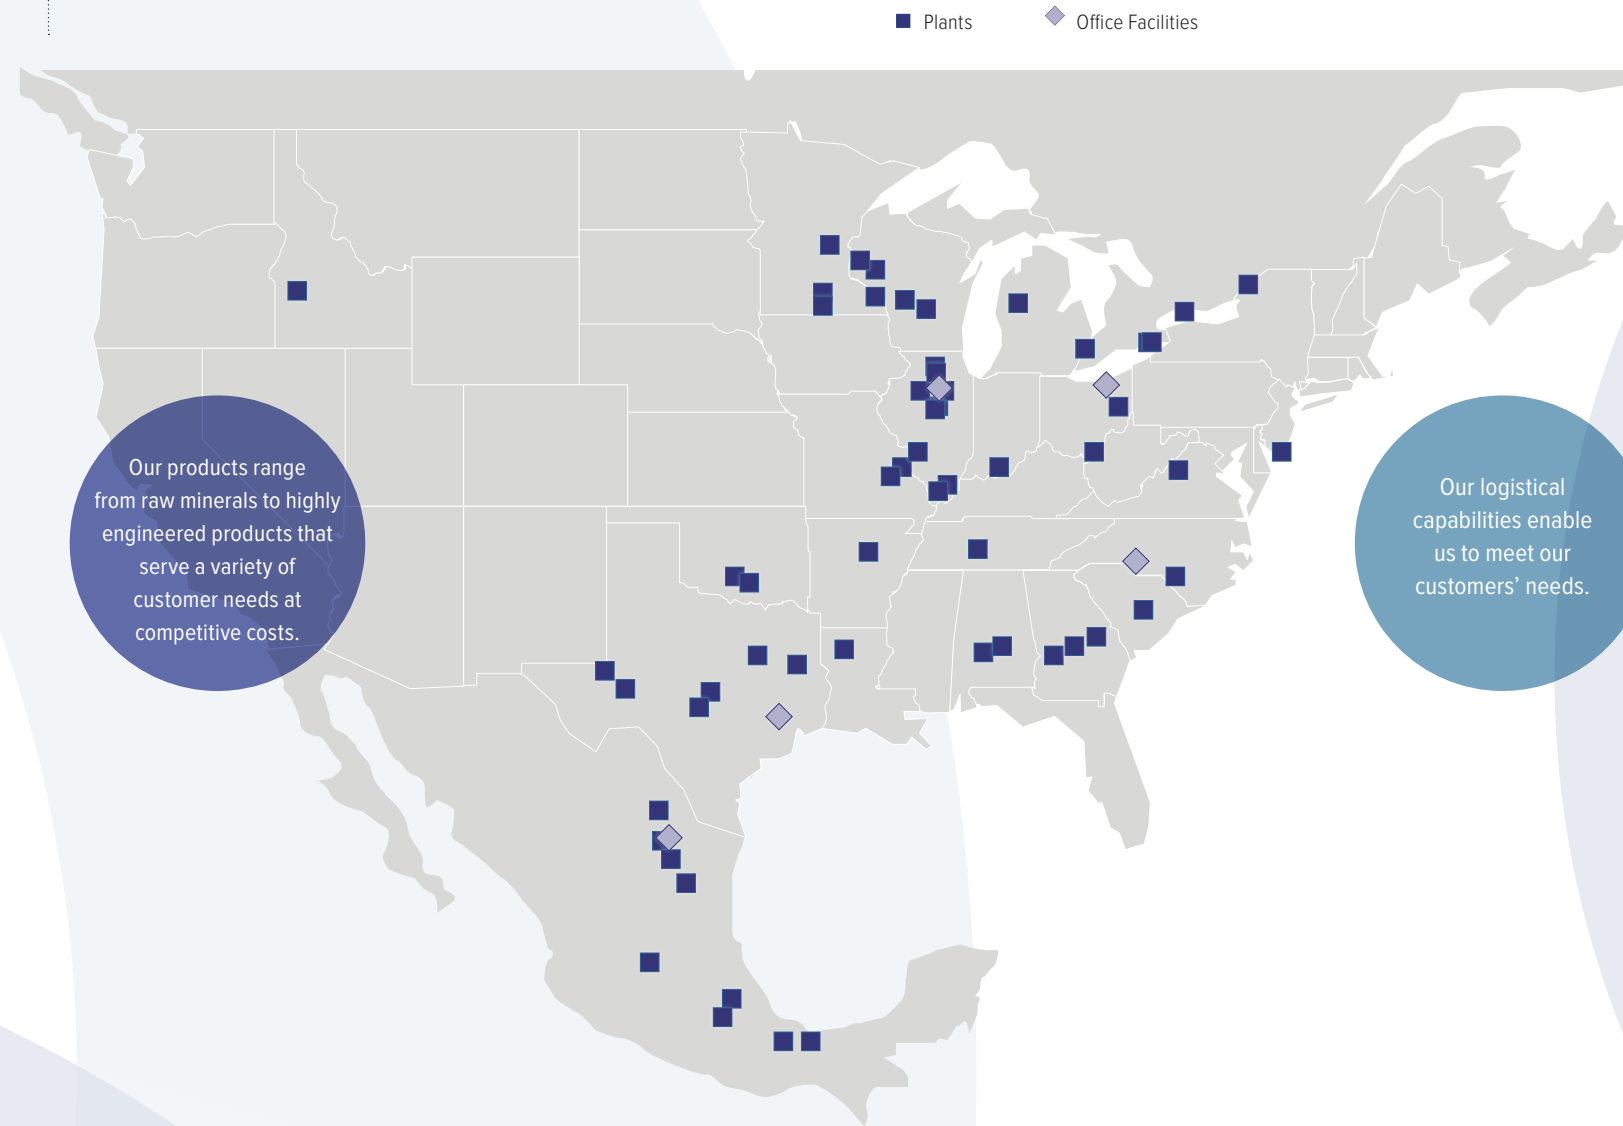 Plants
Office Facilities
Our products range
from raw minerals to highly
engineered products that
serve a variety of
customer needs at
competitive costs.
Our logistical
capabilities enable
us to meet our
customers’ needs.